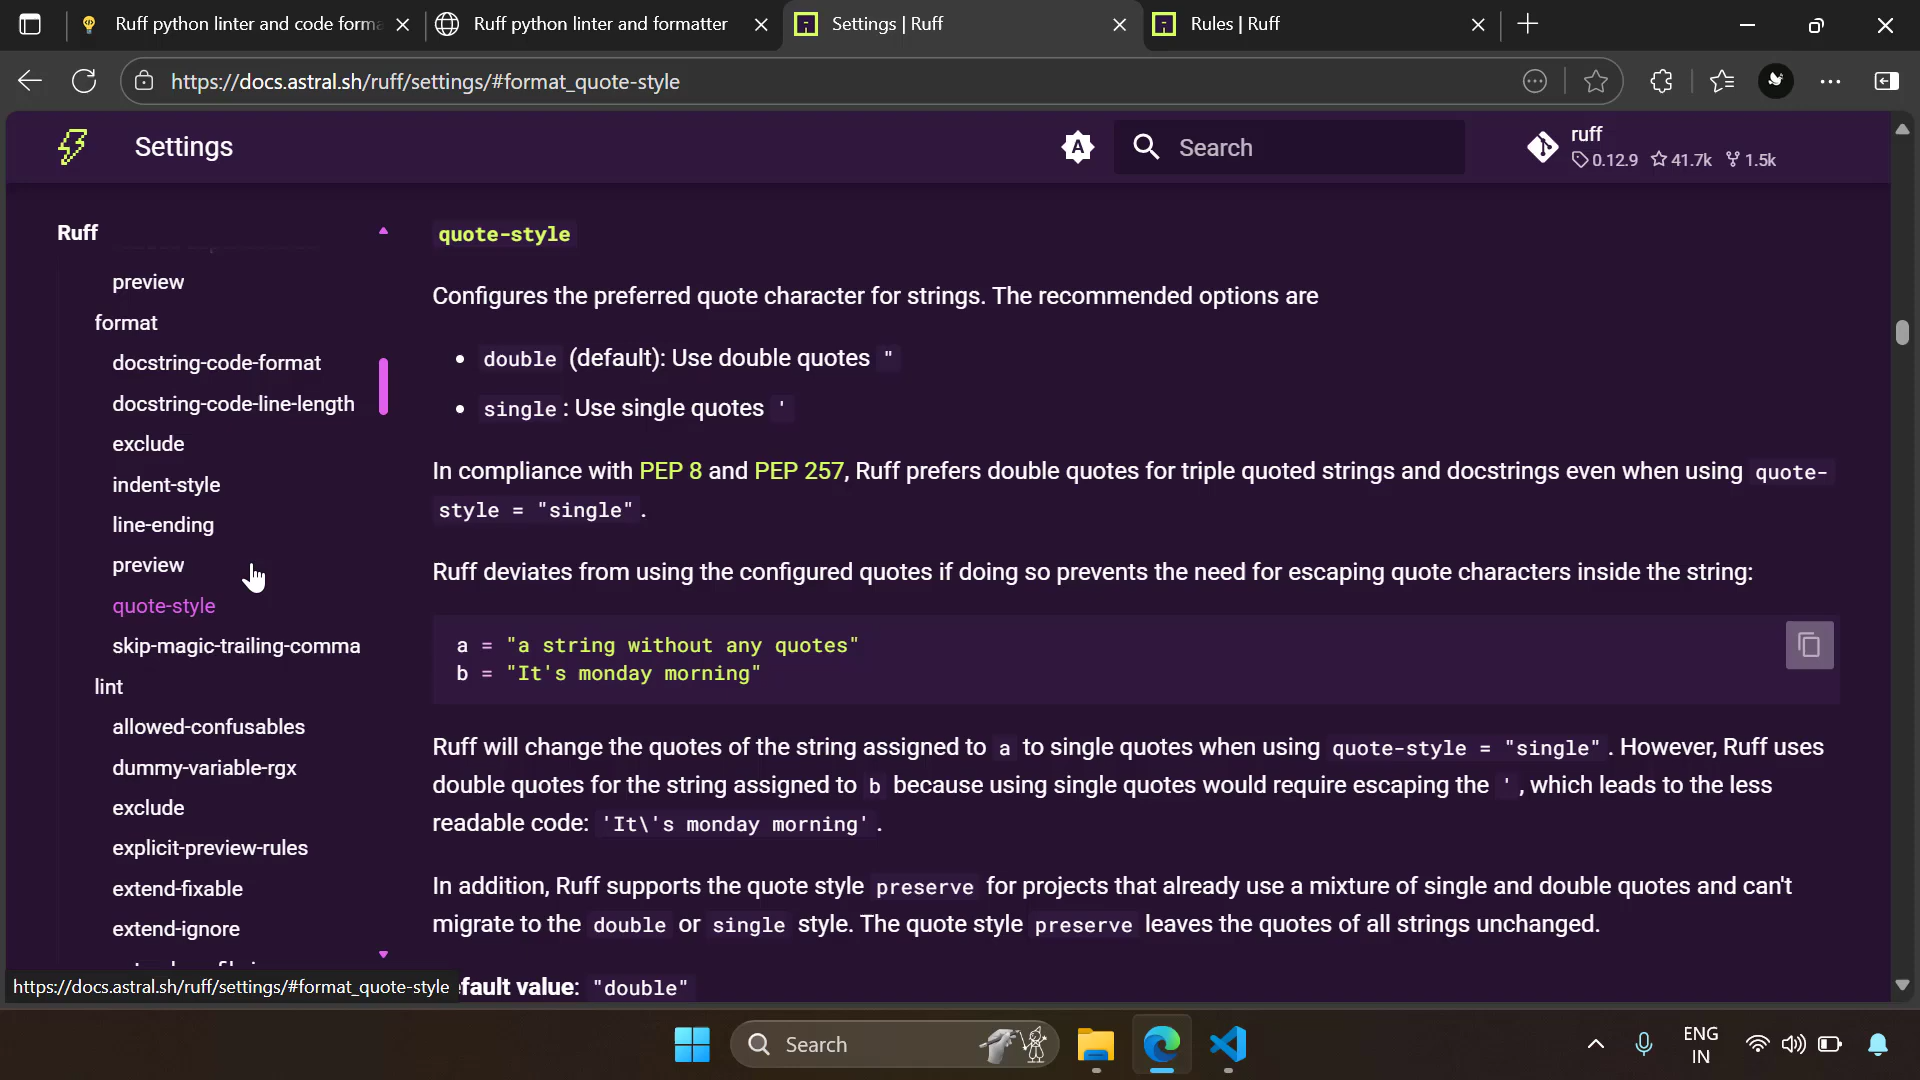 Ruff python linter and code forma
Ruff python linter and formatter
Settings | Ruff
Rules | Ruff
https://docs.astral.sh/ruff/settings/#format_quote-style
Settings
A
Search
ruff
0.12.9 41.7k 1.5k
Ruff
preview
format
docstring-code-format
docstring-code-line-length
exclude
indent-style
line-ending
preview
quote-style
skip-magic-trailing-comma
lint
allowed-confusables
dummy-variable-rgx
exclude
explicit-preview-rules
extend-fixable
extend-ignore
quote-style
Configures the preferred quote character for strings. The recommended options are
• double (default): Use double quotes "
• single: Use single quotes '
In compliance with PEP 8 and PEP 257, Ruff prefers double quotes for triple quoted strings and docstrings even when using quote-
style = "single".
Ruff deviates from using the configured quotes if doing so prevents the need for escaping quote characters inside the string:
a = "a string without any quotes"
b = "It's monday morning"
Ruff will change the quotes of the string assigned to a to single quotes when using quote-style = "single". However, Ruff uses
double quotes for the string assigned to b because using single quotes would require escaping the ', which leads to the less
readable code: 'It\'s monday morning'.
In addition, Ruff supports the quote style preserve for projects that already use a mixture of single and double quotes and can't
migrate to the double or single style. The quote style preserve leaves the quotes of all strings unchanged.
fault value: "double"
https://docs.astral.sh/ruff/settings/#format_quote-style
Search
ENG
IN